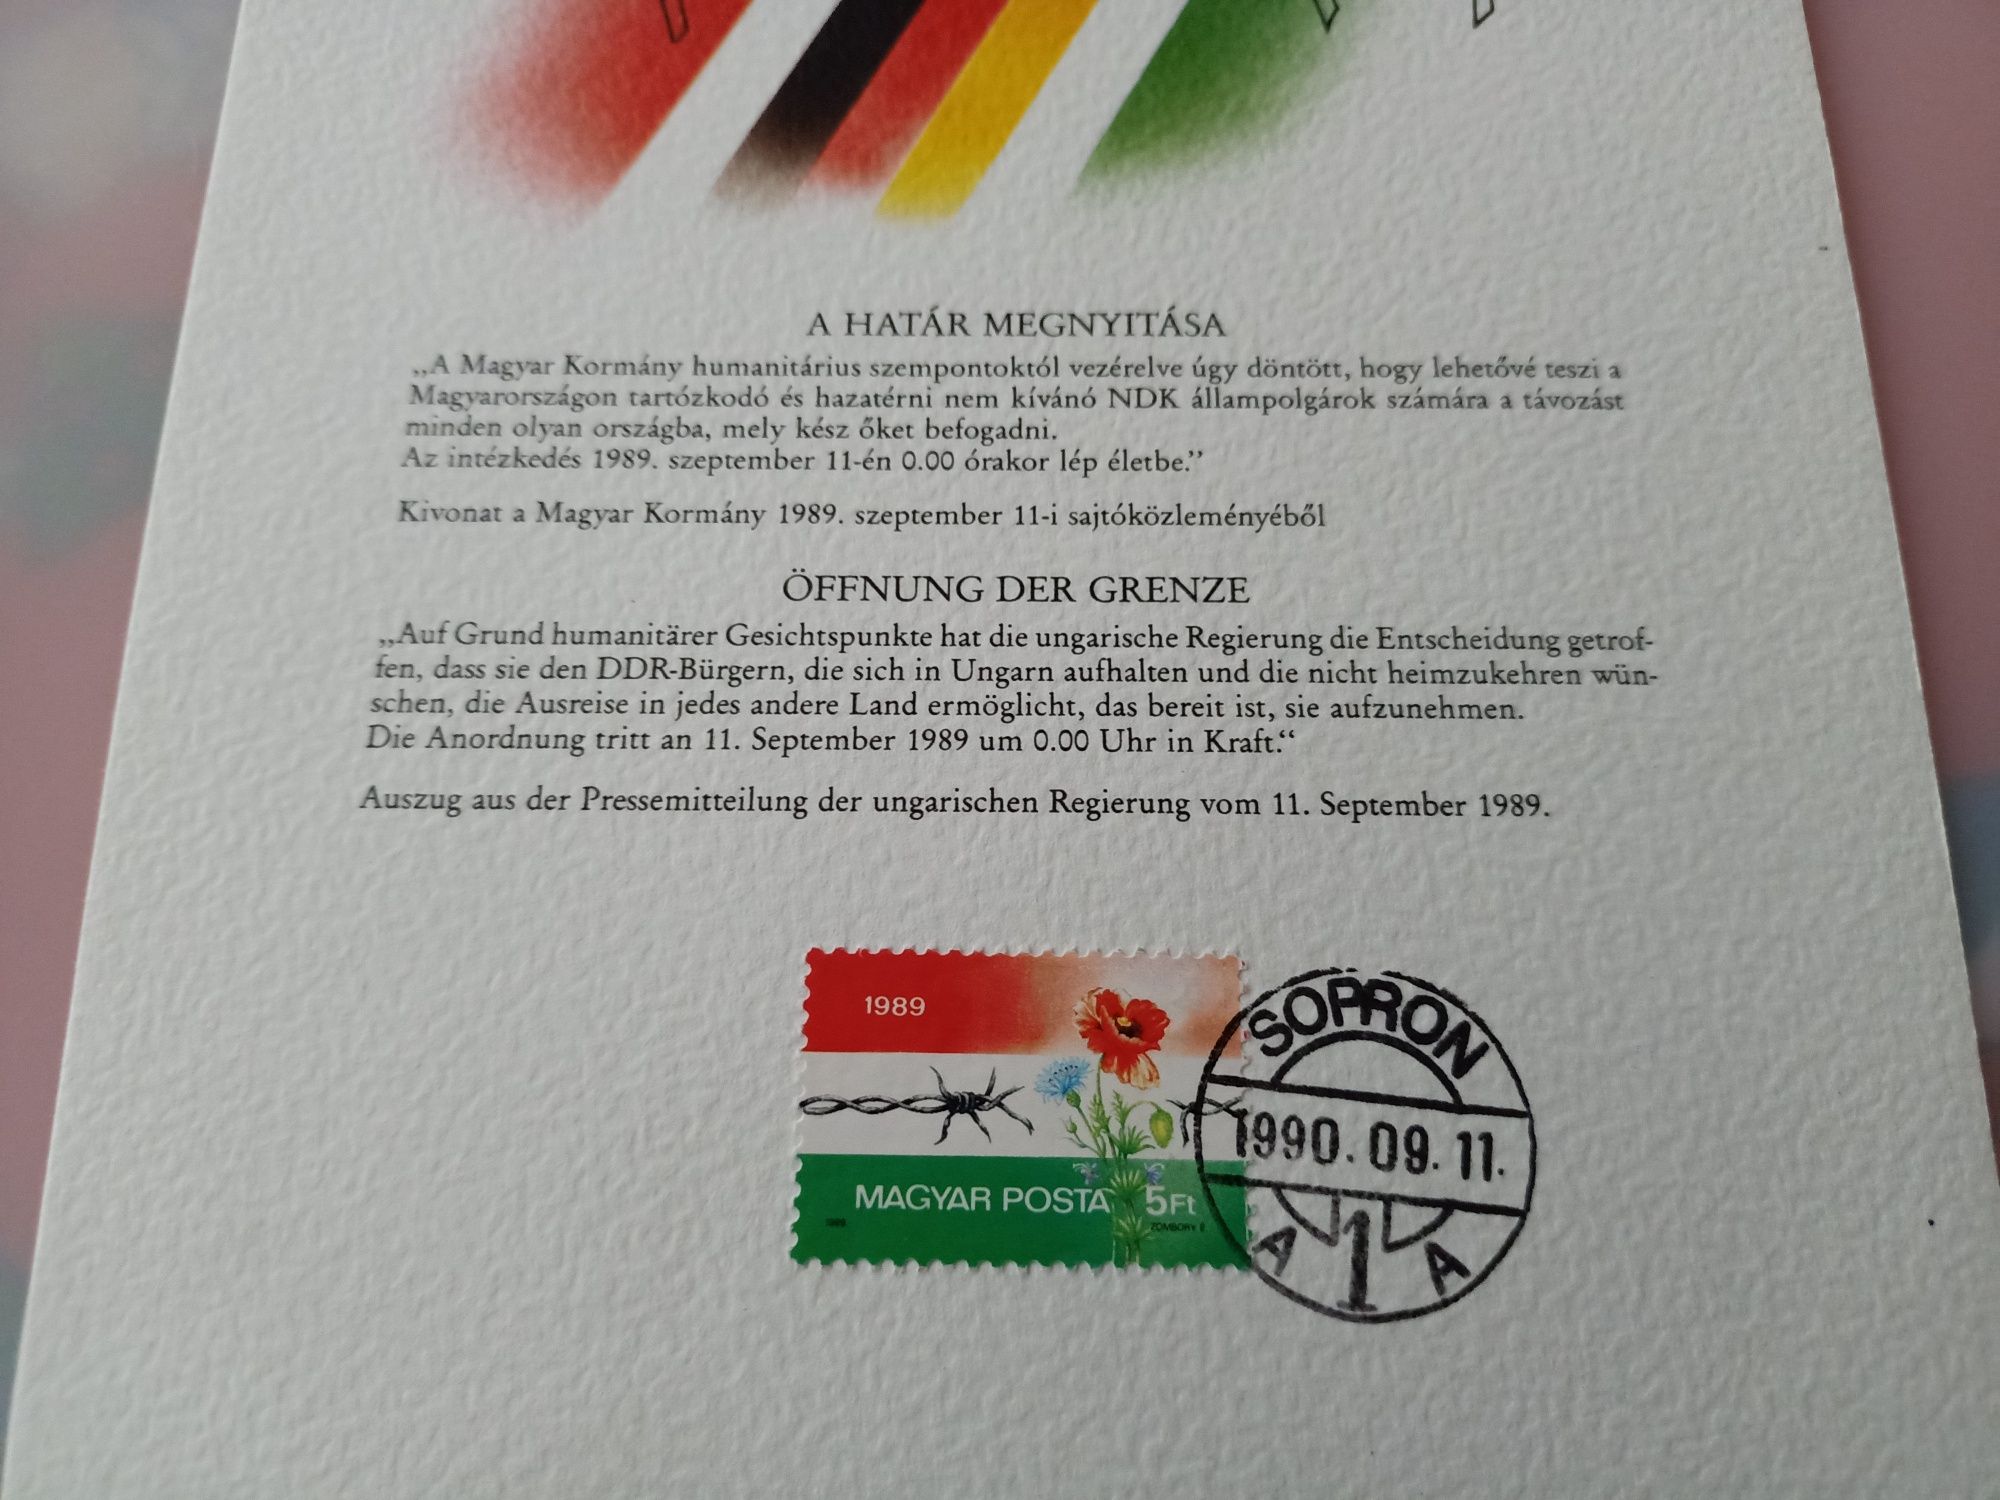 A HATÁR MEGNYITÁSA
„A Magyar Kormány humanitárius szempontoktól vezérelve úgy döntött, hogy lehetővé teszi a
Magyarországon tartózkodó és hazatérni nem kívánó NDK állampolgárok számára a távozást
minden olyan országba, mely kész őket befogadni.
Az intézkedés 1989. szeptember 11-én 0.00 órakor lép életbe.”
Kivonat a Magyar Kormány 1989. szeptember 11-i sajtóközleményéből
ÖFFNUNG DER GRENZE
„Auf Grund humanitärer Gesichtspunkte hat die ungarische Regierung die Entscheidung getrof-
fen, dass sie den DDR-Bürgern, die sich in Ungarn aufhalten und die nicht heimzukehren wün-
schen, die Ausreise in jedes andere Land ermöglicht, das bereit ist, sie aufzunehmen.
Die Anordnung tritt an 11. September 1989 um 0.00 Uhr in Kraft.“
Auszug aus der Pressemitteilung der ungarischen Regierung vom 11. September 1989.
1989
MAGYAR POSTA 5Ft
1989 ZOMBORY É.
SOPRON
1990.09.11.
A 1 A